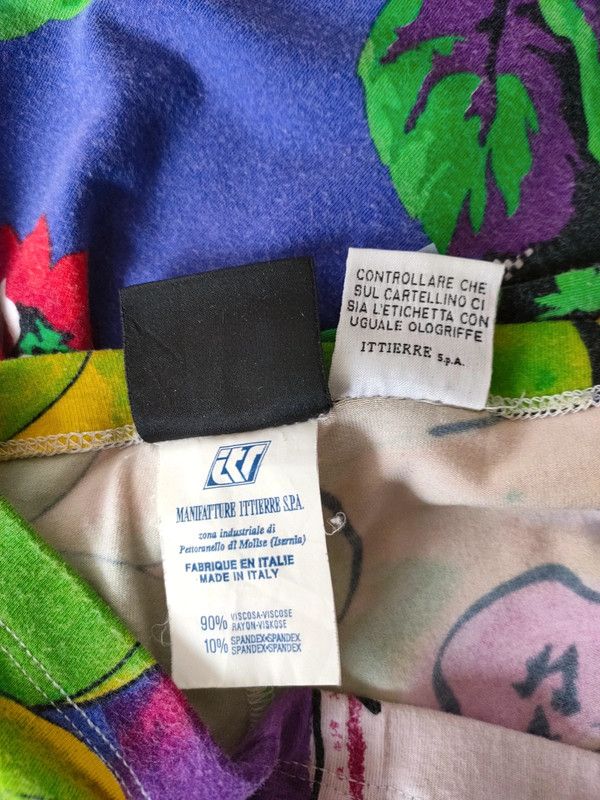 CONTROLLARE CHE
SUL CARTELLINO CI
SIA L'ETICHETTA CON
UGUALE OLOGRIFFE
ITTIERRE S.p.A.
ITR
MANIFATTURE ITTIERRE S.P.A.
zona industriale di
Pettoranello di Molise (Isernia)
FABRIQUE EN ITALIE
MADE IN ITALY
90% VISCOSA-VISCOSE
RAYON-VISKOSE
10% SPANDEX-SPANDEX
SPANDEX-SPANDEX